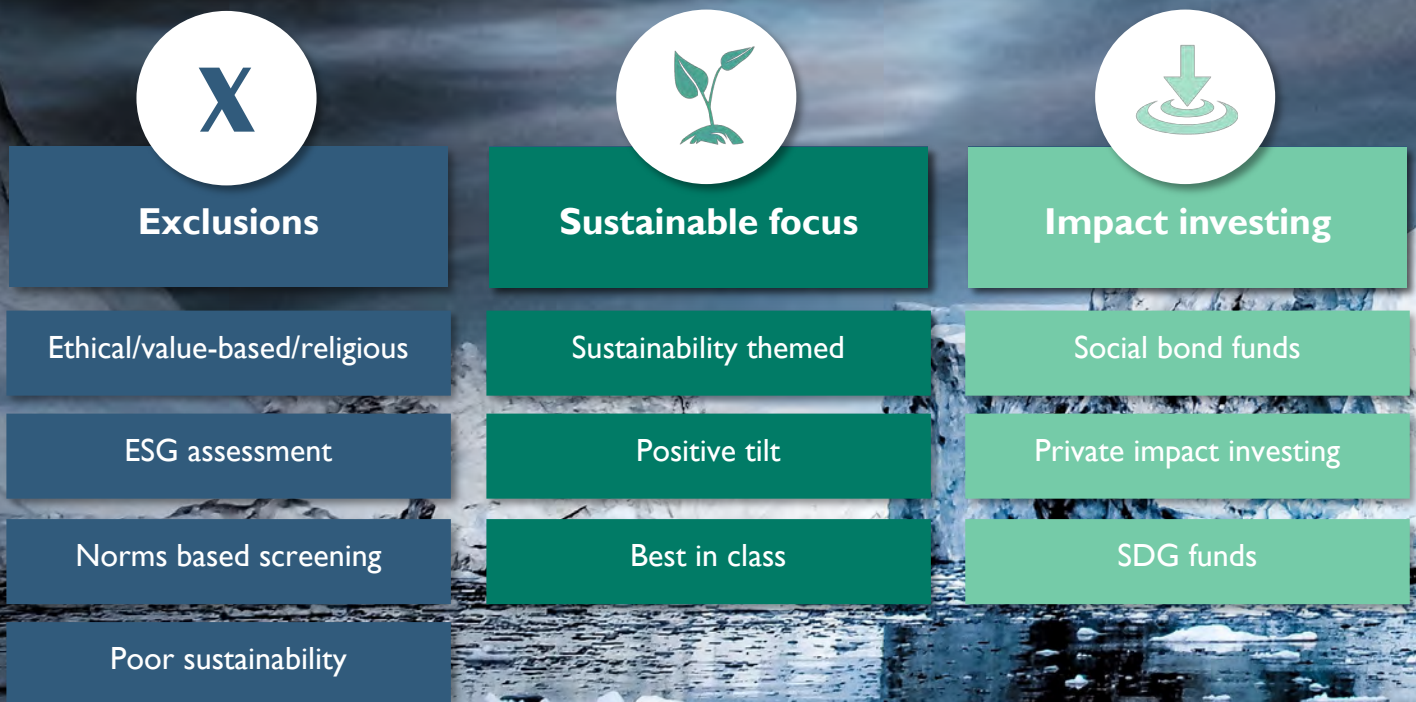 X
Exclusions
Ethical/value-based/religious
ESG assessment
Norms based screening
Poor sustainability
Sustainable focus
Sustainability themed
Positive tilt
Best in class
Impact investing
Social bond funds
Private impact investing
SDG funds